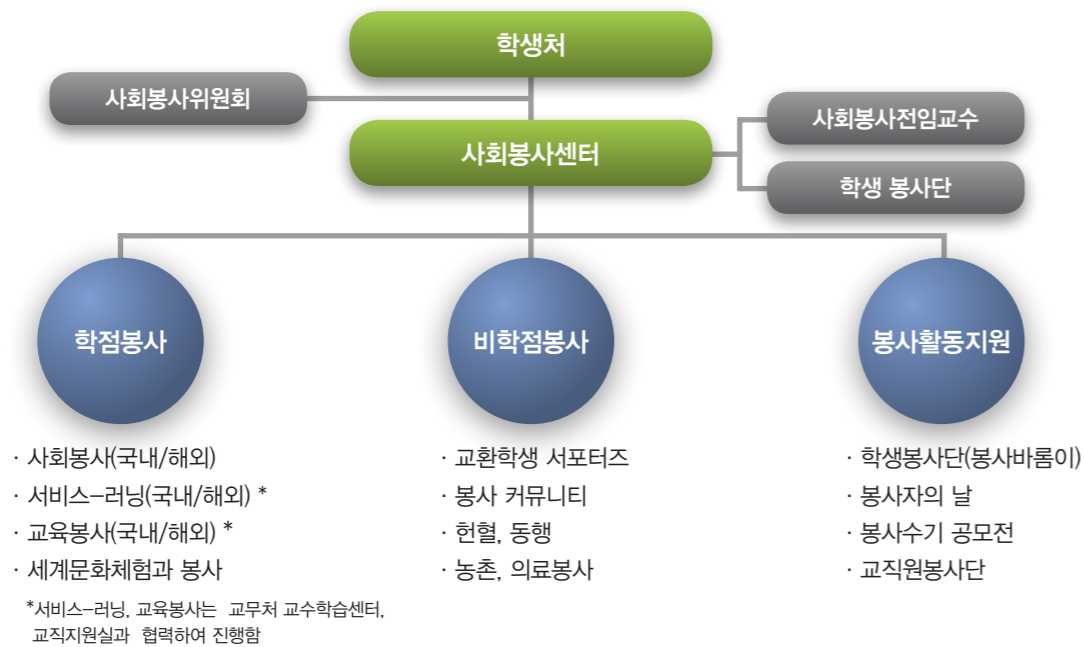 학생처
사회봉사위원회
사회봉사전임교수
사회봉사센터
학생 봉사단
학점봉사
비학점봉사
봉사활동지원
· 사회봉사(국내/해외)
· 서비스-러닝(국내/해외) *
· 교육봉사(국내/해외) *
· 세계문화체험과 봉사
*서비스-러닝, 교육봉사는 교무처 교수학습센터,
교직지원실과 협력하여 진행함
· 교환학생 서포터즈
· 봉사 커뮤니티
· 헌혈, 동행
· 농촌, 의료봉사
· 학생봉사단(봉사바롬이)
· 봉사자의 날
· 봉사수기 공모전
· 교직원봉사단